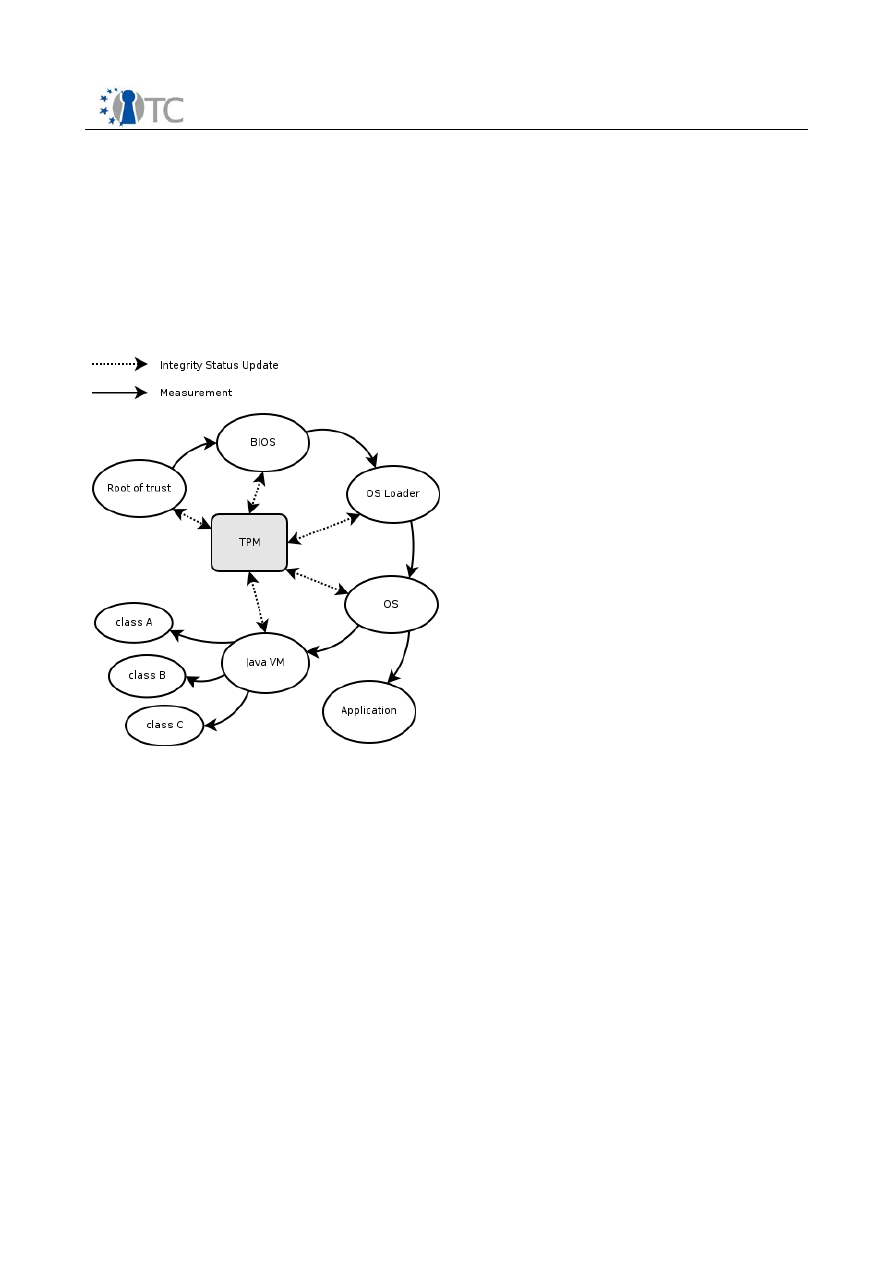 TC
Integrity Status Update
Measurement
BIOS
Root of trust
OS Loader
TPM
OS
class A
Java VM
class B
Application
class C